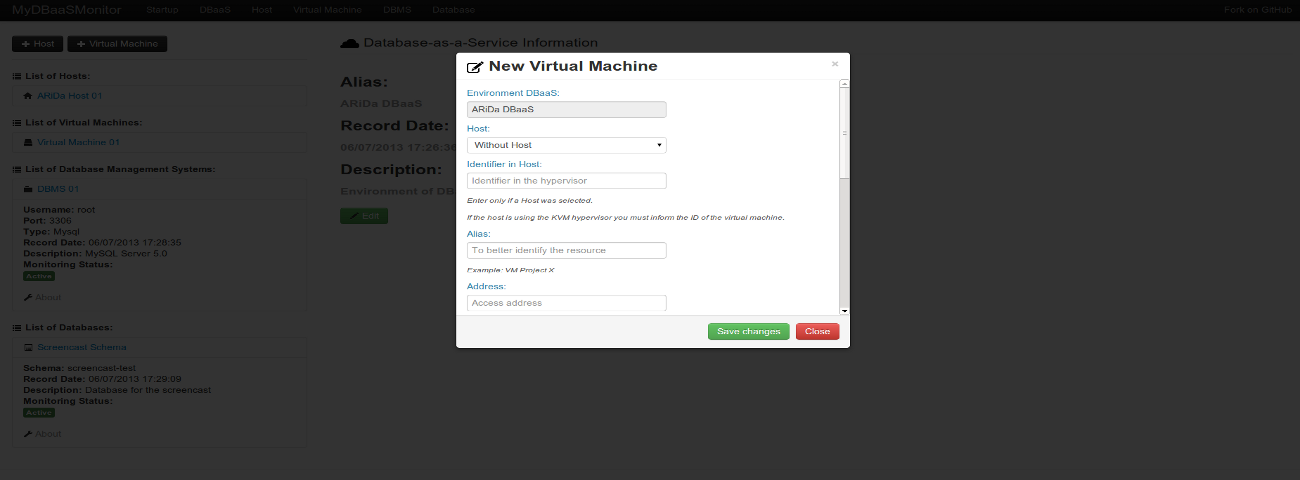 MyDBaaSMonitor Startup DBaaS Host Virtual Machine DBMS Database Fork on GitHub
+ Host + Virtual Machine
List of Hosts:
ARiDa Host 01
List of Virtual Machines:
Virtual Machine 01
List of Database Management Systems:
DBMS 01
Username: root
Port: 3306
Type: Mysql
Record Date: 06/07/2013 17:28:35
Description: MySQL Server 5.0
Monitoring Status:
Active
About
List of Databases:
Screencast Schema
Schema: screencast-test
Record Date: 06/07/2013 17:29:09
Description: Database for the screencast
Monitoring Status:
Active
About
Database-as-a-Service Information
Alias:
ARiDa DBaaS
Record Date:
06/07/2013 17:26:36
Description:
Environment of DB
Edit
New Virtual Machine ×
Environment DBaaS:
ARiDa DBaaS
Host:
Without Host
Identifier in Host:
Identifier in the hypervisor
Enter only if a Host was selected.
If the host is using the KVM hypervisor you must inform the ID of the virtual machine.
Alias:
To better identify the resource
Example: VM Project X
Address:
Access address
Save changes Close